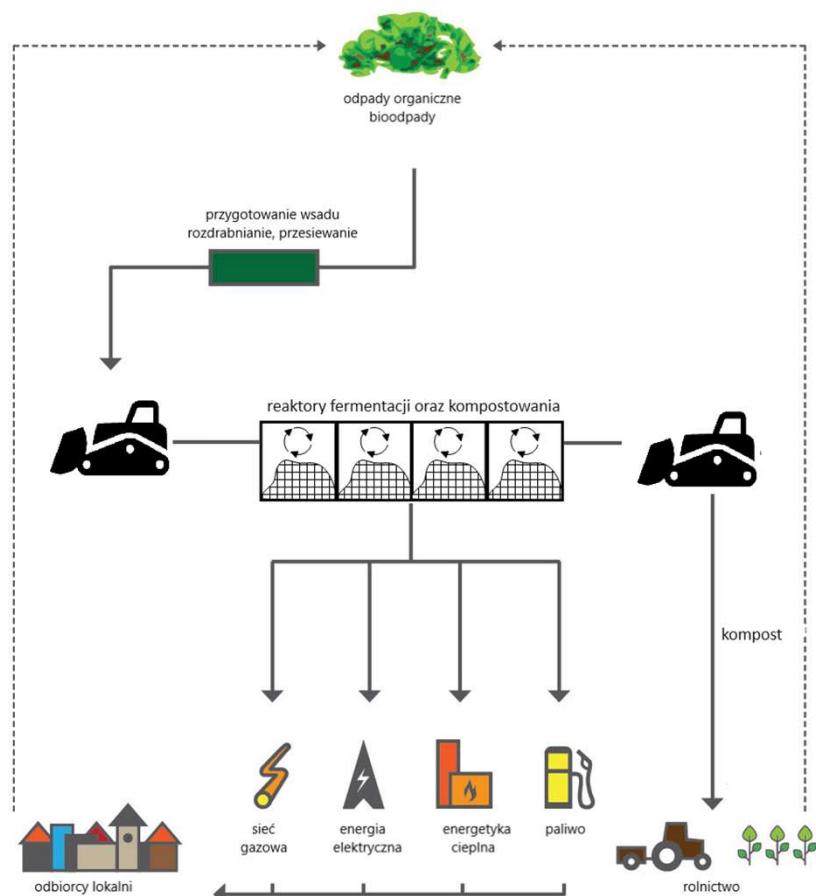 odpady organiczne
bioodpady
przygotowanie wsadu
rozdrabnianie, przesiewanie
reaktory fermentacji oraz kompostowania
kompost
sieć
gazowa
energia
elektryczna
energetyka
cieplna
paliwo
odbiorcy lokalni
rolnictwo